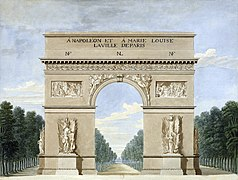 A NAPOLEON ET A MARIE LOUISE
LA VILLE DE PARIS
N N. N